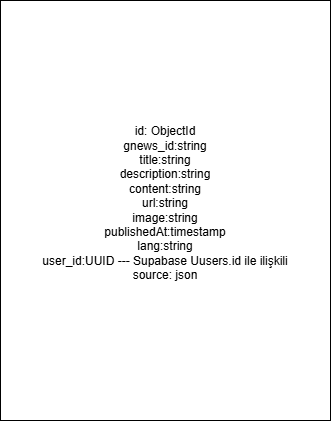 id: ObjectId
gnews_id:string
title:string
description:string
content:string
url:string
image:string
publishedAt:timestamp
lang:string
user_id:UUID --- Supabase Uusers.id ile ilişkili
source: json